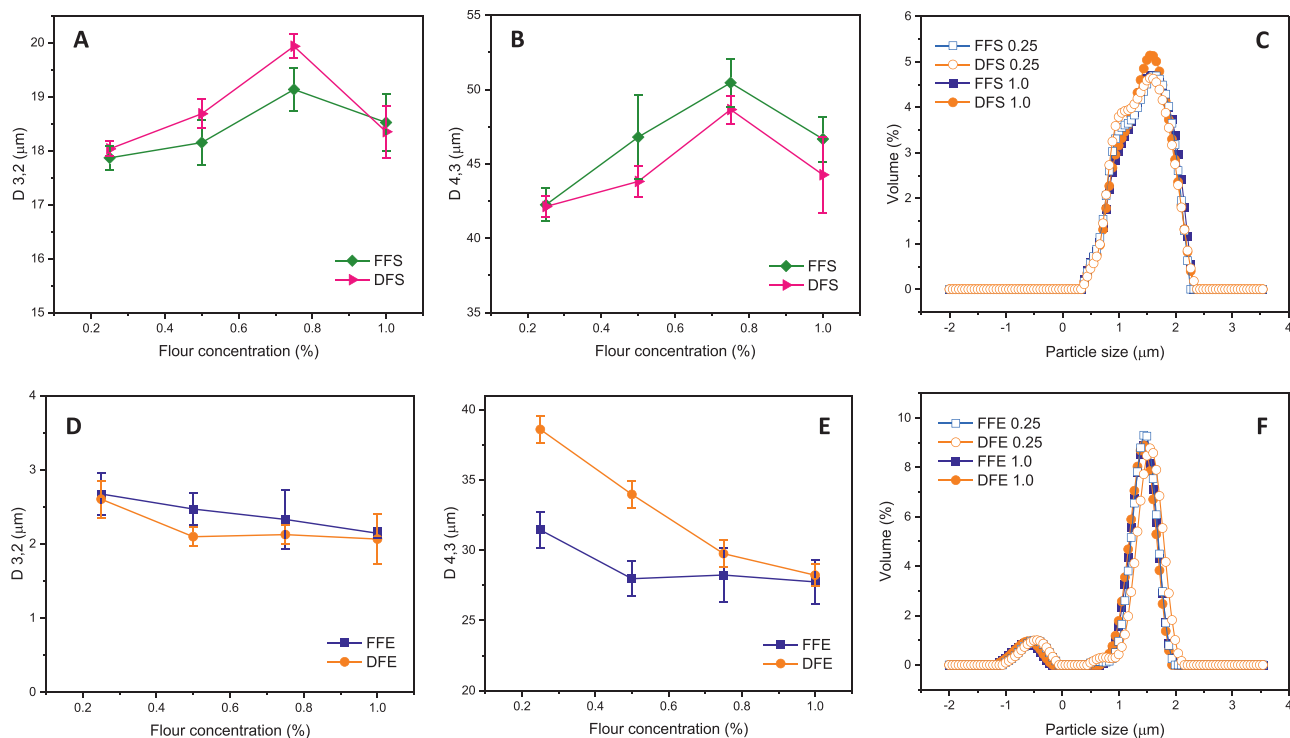 A
D 3,2 (μm)
20
19
18
17
16
15
0.2
0.4
0.6
0.8
1.0
Flour concentration (%)
FFS
DFS
B
D 4,3 (μm)
55
50
45
40
35
0.2
0.4
0.6
0.8
1.0
Flour concentration (%)
FFS
DFS
C
Volume (%)
6
5
4
3
2
1
0
-2
-1
0
1
2
3
4
Particle size (μm)
FFS 0.25
DFS 0.25
FFS 1.0
DFS 1.0
D
D 3,2 (μm)
4
3
2
1
0
0.2
0.4
0.6
0.8
1.0
Flour concentration (%)
FFE
DFE
E
D 4,3 (μm)
40
35
30
25
20
0.2
0.4
0.6
0.8
1.0
Flour concentration (%)
FFE
DFE
F
Volume (%)
10
8
6
4
2
0
-2
-1
0
1
2
3
4
Particle size (μm)
FFE 0.25
DFE 0.25
FFE 1.0
DFE 1.0